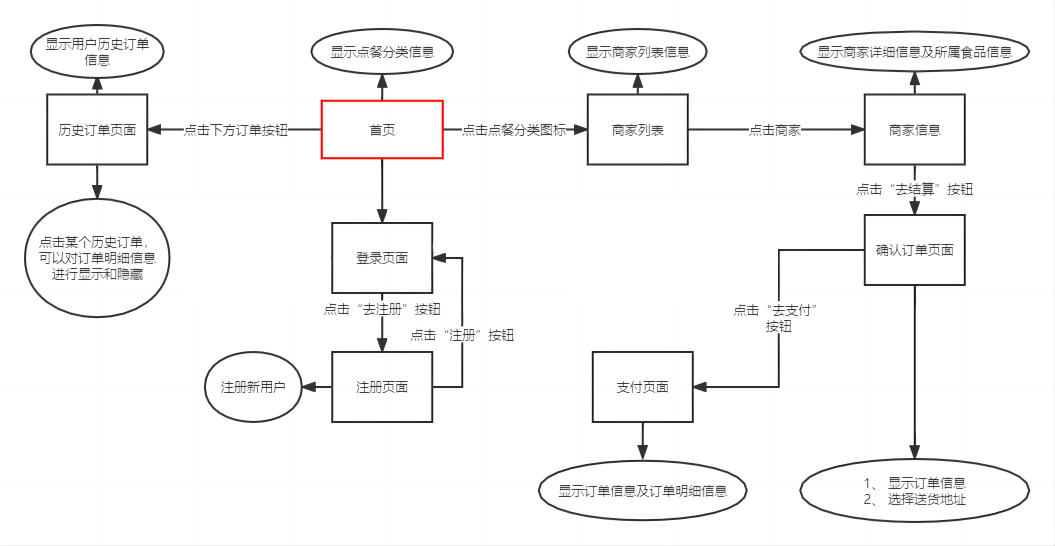 显示用户历史订单
信息
显示点餐分类信息
显示商家列表信息
显示商家详细信息及所属食品信息
历史订单页面
点击下方订单按钮
首页
点击点餐分类图标
商家列表
点击商家
商家信息
点击“去结算”按钮
点击某个历史订单，
可以对订单明细信息
进行显示和隐藏
登录页面
确认订单页面
点击“去注册”按钮
点击“注册”按钮
点击“去支付”
按钮
注册新用户
注册页面
支付页面
显示订单信息及订单明细信息
1、 显示订单信息
2、 选择送货地址